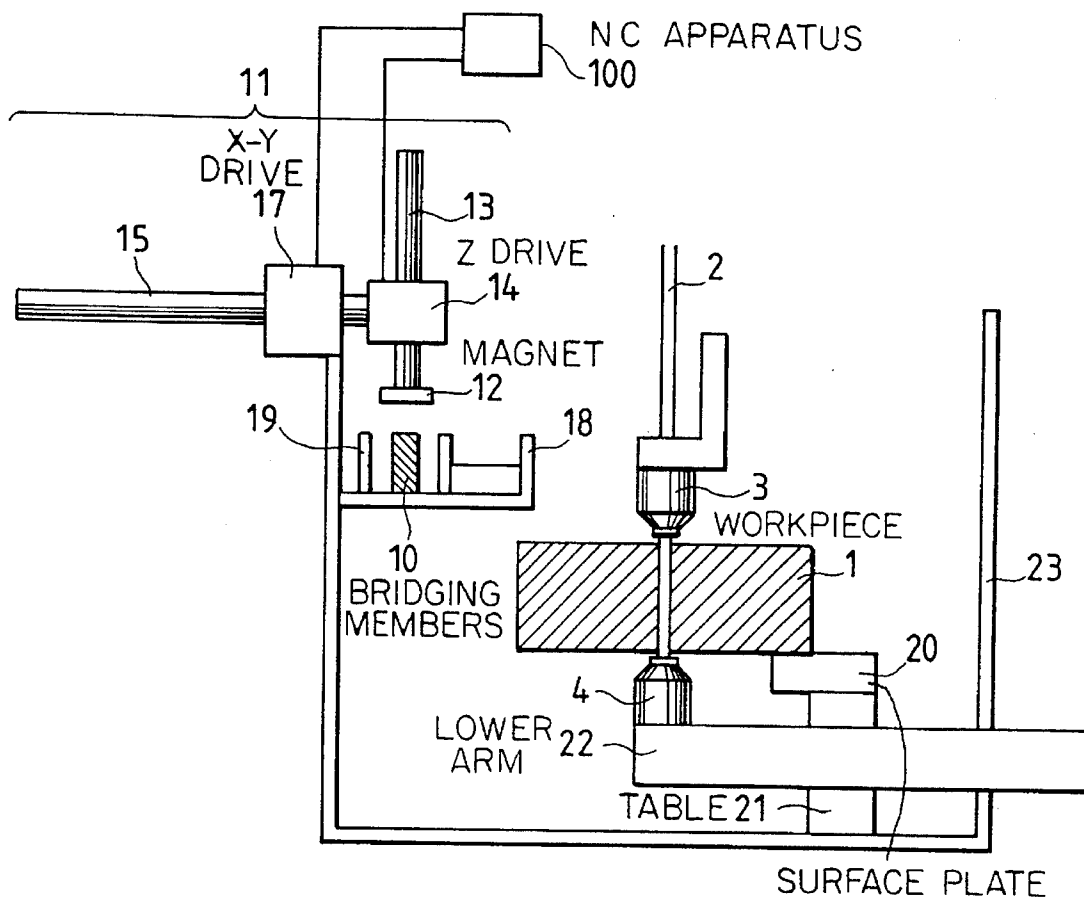 NC APPARATUS
100
11
X-Y
DRIVE
17
13
Z DRIVE
15
14
2
MAGNET
12
19
18
3
WORKPIECE
10
1
23
BRIDGING
MEMBERS
20
4
LOWER
ARM
22
TABLE 21
SURFACE PLATE